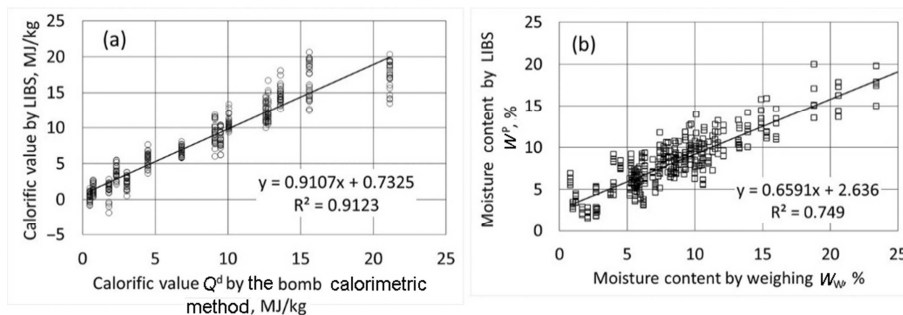 (a)
Calorific value by LIBS, MJ/kg
25
20
15
10
5
0
−5
y = 0.9107x + 0.7325
R² = 0.9123
0 5 10 15 20 25
Calorific value Qᵈ by the bomb calorimetric
method, MJ/kg
(b)
Moisture content by LIBS
Wᴾ, %
25
20
15
10
5
0
y = 0.6591x + 2.636
R² = 0.749
0 5 10 15 20 25
Moisture content by weighing W_W, %